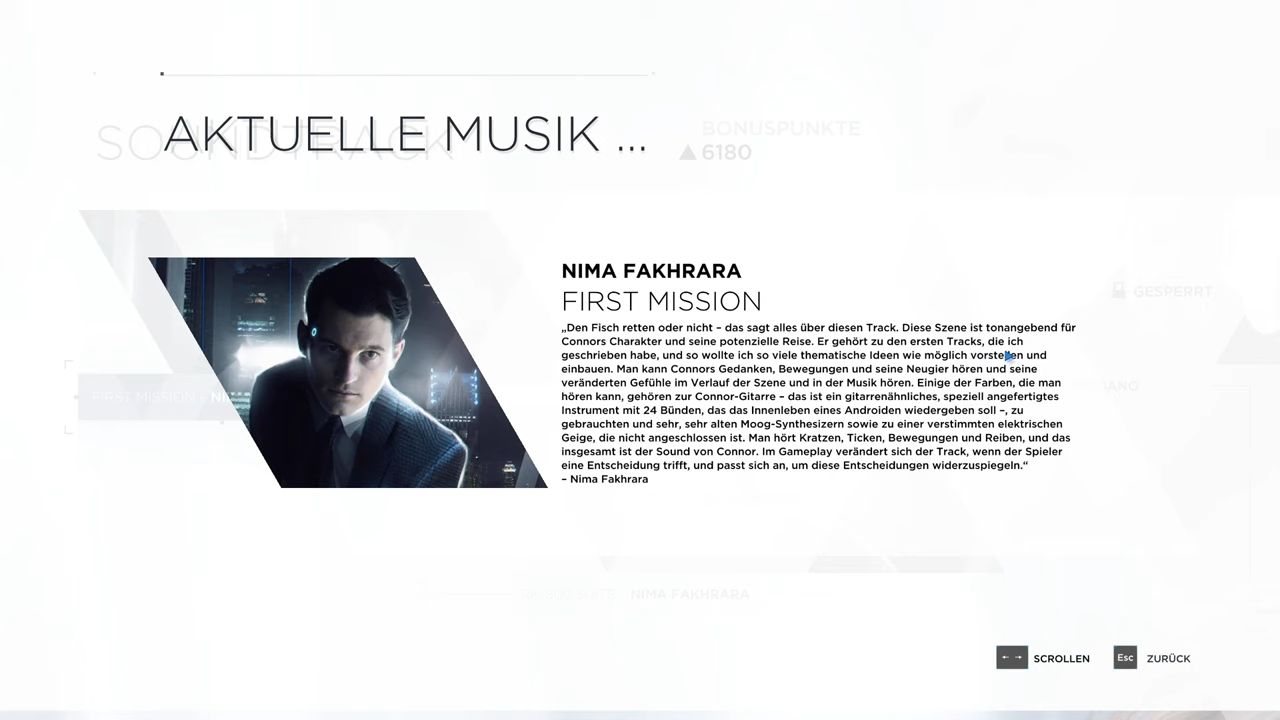 SOUNDTRACK
AKTUELLE MUSIK ...
BONUSPUNKTE
6180
NIMA FAKHRARA
FIRST MISSION
„Den Fisch retten oder nicht – das sagt alles über diesen Track. Diese Szene ist tonangebend für
Connors Charakter und seine potenzielle Reise. Er gehört zu den ersten Tracks, die ich
geschrieben habe, und so wollte ich so viele thematische Ideen wie möglich vorstellen und
einbauen. Man kann Connors Gedanken, Bewegungen und seine Neugier hören und seine
veränderten Gefühle im Verlauf der Szene und in der Musik hören. Einige der Farben, die man
hören kann, gehören zur Connor-Gitarre – das ist ein gitarrenähnliches, speziell angefertigtes
Instrument mit 24 Bünden, das das Innenleben eines Androiden wiedergeben soll –, zu
gebrauchten und sehr, sehr alten Moog-Synthesizern sowie zu einer verstimmten elektrischen
Geige, die nicht angeschlossen ist. Man hört Kratzen, Ticken, Bewegungen und Reiben, und das
insgesamt ist der Sound von Connor. Im Gameplay verändert sich der Track, wenn der Spieler
eine Entscheidung trifft, und passt sich an, um diese Entscheidungen widerzuspiegeln.“
– Nima Fakhrara
GESPERRT
FIRST MISSION – NI
NIMA FAKHRARA
← → SCROLLEN
Esc ZURÜCK